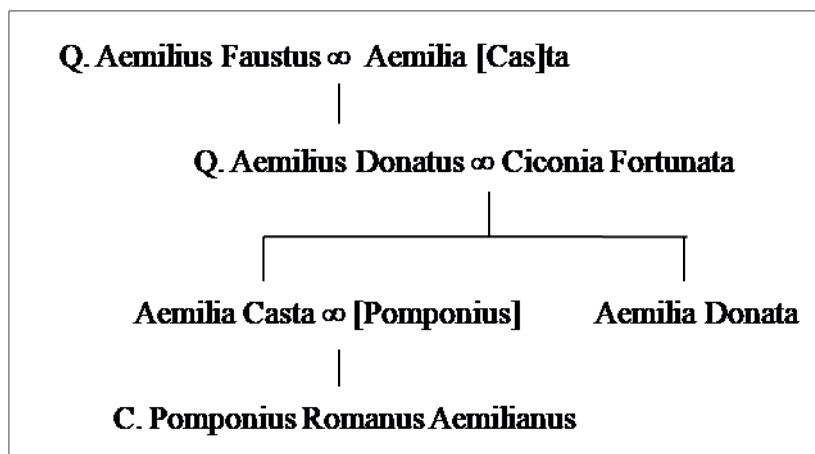 Q. Aemilius Faustus ∞ Aemilia [Cas]ta
Q. Aemilius Donatus ∞ Ciconia Fortunata
Aemilia Casta ∞ [Pomponius] Aemilia Donata
C. Pomponius Romanus Aemilianus